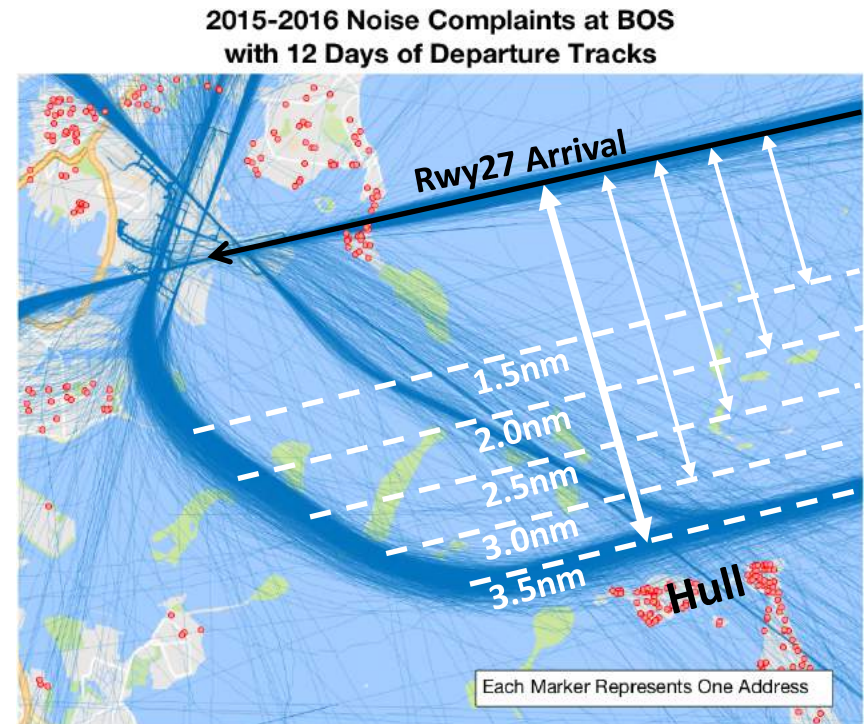 2015-2016 Noise Complaints at BOS
with 12 Days of Departure Tracks
Rwy27 Arrival
1.5nm
2.0nm
2.5nm
3.0nm
3.5nm
Hull
Each Marker Represents One Address